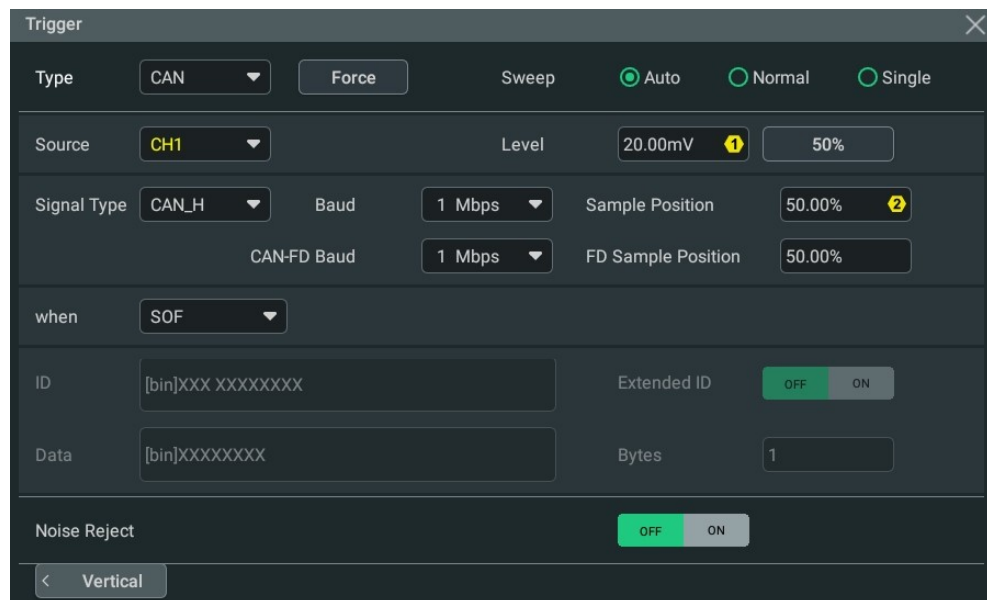 Trigger
Type CAN Force Sweep Auto Normal Single
Source CH1 Level 20.00mV 1 50%
Signal Type CAN_H Baud 1 Mbps Sample Position 50.00% 2
CAN-FD Baud 1 Mbps FD Sample Position 50.00%
when SOF
ID [bin]XXX XXXXXXXX Extended ID OFF ON
Data [bin]XXXXXXXX Bytes 1
Noise Reject OFF ON
< Vertical